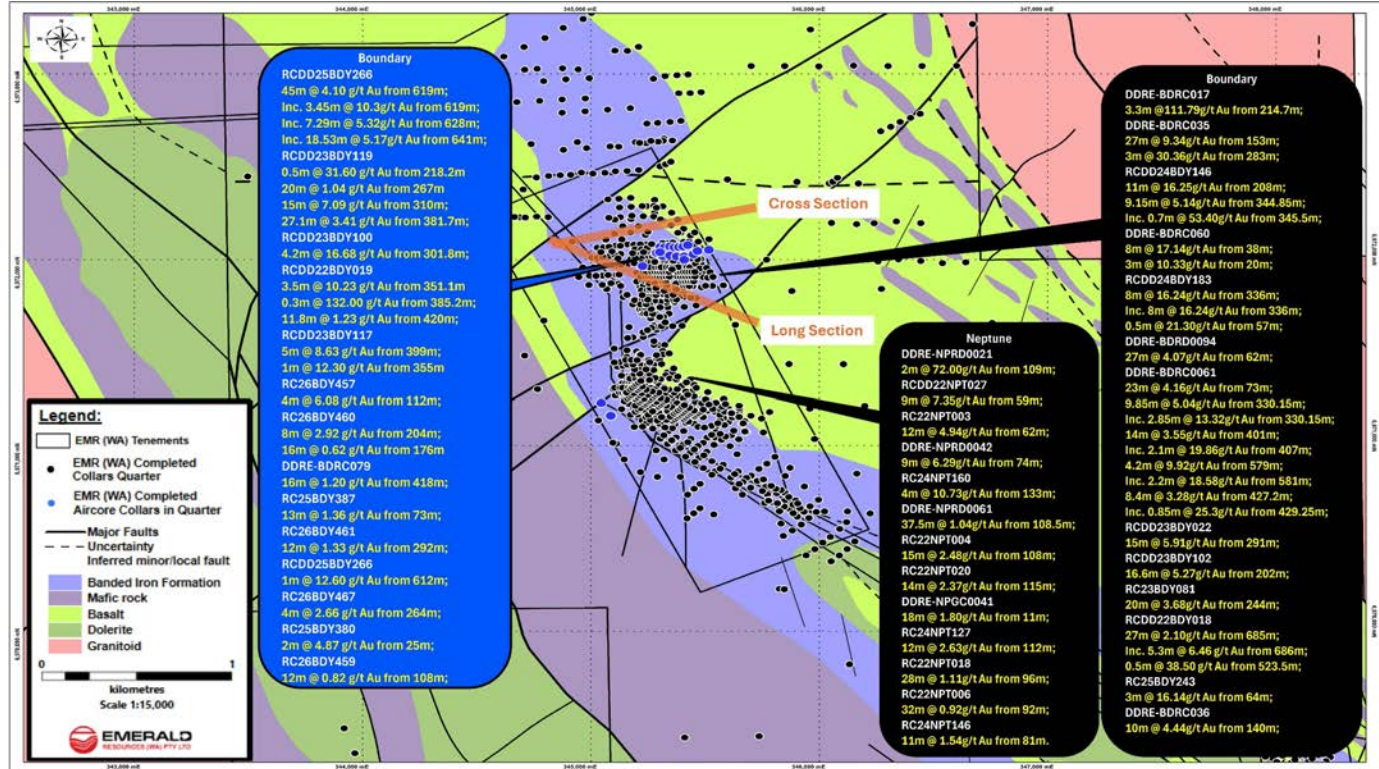 343,000 mE
344,000 mE
345,000 mE
346,000 mE
347,000 mE
348,000 mE
N
E
S
W
Boundary
RCDD25BDY266
45m @ 4.10 g/t Au from 619m;
Inc. 3.45m @ 10.3g/t Au from 619m;
Inc. 7.29m @ 5.32g/t Au from 628m;
Inc. 18.53m @ 5.17g/t Au from 641m;
RCDD23BDY119
0.5m @ 31.60 g/t Au from 218.2m
20m @ 1.04 g/t Au from 267m
15m @ 7.09 g/t Au from 310m;
27.1m @ 3.41 g/t Au from 381.7m;
RCDD23BDY100
4.2m @ 16.68 g/t Au from 301.8m;
RCDD22BDY019
3.5m @ 10.23 g/t Au from 351.1m
0.3m @ 132.00 g/t Au from 385.2m;
11.8m @ 1.23 g/t Au from 420m;
RCDD23BDY117
5m @ 8.63 g/t Au from 399m;
1m @ 12.30 g/t Au from 355m
RC26BDY457
4m @ 6.08 g/t Au from 112m;
RC26BDY460
8m @ 2.92 g/t Au from 204m;
16m @ 0.62 g/t Au from 176m
DDRE-BDRC079
16m @ 1.20 g/t Au from 418m;
RC25BDY387
13m @ 1.36 g/t Au from 73m;
RC26BDY461
12m @ 1.33 g/t Au from 292m;
RCDD25BDY266
1m @ 12.60 g/t Au from 612m;
RC26BDY467
4m @ 2.66 g/t Au from 264m;
RC25BDY380
2m @ 4.87 g/t Au from 25m;
RC26BDY459
12m @ 0.82 g/t Au from 108m;
Cross Section
Long Section
Neptune
DDRE-NPRD0021
2m @ 72.00g/t Au from 109m;
RCDD22NPT027
9m @ 7.35g/t Au from 59m;
RC22NPT003
12m @ 4.94g/t Au from 62m;
DDRE-NPRD0042
9m @ 6.29g/t Au from 74m;
RC24NPT160
4m @ 10.73g/t Au from 133m;
DDRE-NPRD0061
37.5m @ 1.04g/t Au from 108.5m;
RC22NPT004
15m @ 2.48g/t Au from 108m;
RC22NPT020
14m @ 2.37g/t Au from 115m;
DDRE-NPGC0041
18m @ 1.80g/t Au from 11m;
RC24NPT127
12m @ 2.63g/t Au from 112m;
RC22NPT018
28m @ 1.11g/t Au from 96m;
RC22NPT006
32m @ 0.92g/t Au from 92m;
RC24NPT146
11m @ 1.54g/t Au from 81m.
Boundary
DDRE-BDRC017
3.3m @111.79g/t Au from 214.7m;
DDRE-BDRC035
27m @ 9.34g/t Au from 153m;
3m @ 30.36g/t Au from 283m;
RCDD24BDY146
11m @ 16.25g/t Au from 208m;
9.15m @ 5.14g/t Au from 344.85m;
Inc. 0.7m @ 53.40g/t Au from 345.5m;
DDRE-BDRC060
8m @ 17.14g/t Au from 38m;
3m @ 10.33g/t Au from 20m;
RCDD24BDY183
8m @ 16.24g/t Au from 336m;
Inc. 8m @ 16.24g/t Au from 336m;
0.5m @ 21.30g/t Au from 57m;
DDRE-BDRD0094
27m @ 4.07g/t Au from 62m;
DDRE-BDRC0061
23m @ 4.16g/t Au from 73m;
9.85m @ 5.04g/t Au from 330.15m;
Inc. 2.85m @ 13.32g/t Au from 330.15m;
14m @ 3.55g/t Au from 401m;
Inc. 2.1m @ 19.86g/t Au from 407m;
4.2m @ 9.92g/t Au from 579m;
Inc. 2.2m @ 18.58g/t Au from 581m;
8.4m @ 3.28g/t Au from 427.2m;
Inc. 0.85m @ 25.3g/t Au from 429.25m;
RCDD23BDY022
15m @ 5.91g/t Au from 291m;
RCDD23BDY102
16.6m @ 5.27g/t Au from 202m;
RC23BDY081
20m @ 3.68g/t Au from 244m;
RCDD22BDY018
27m @ 2.10g/t Au from 685m;
Inc. 5.3m @ 6.46 g/t Au from 686m;
0.5m @ 38.50 g/t Au from 523.5m;
RC25BDY243
3m @ 16.14g/t Au from 64m;
DDRE-BDRC036
10m @ 4.44g/t Au from 140m;
Legend:
EMR (WA) Tenements
EMR (WA) Completed
Collars Quarter
EMR (WA) Completed
Aircore Collars in Quarter
Major Faults
Uncertainty
Inferred minor/local fault
Banded Iron Formation
Mafic rock
Basalt
Dolerite
Granitoid
0
1
kilometres
Scale 1:15,000
EMERALD
RESOURCES (WA) PTY LTD
343,000 mE
344,000 mE
345,000 mE
346,000 mE
347,000 mE
348,000 mE